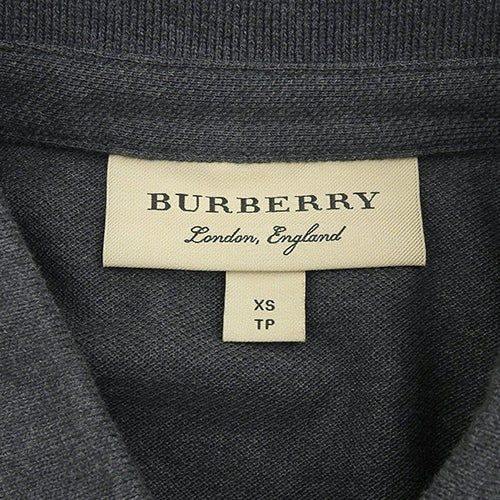 BURBERRY
London, England
XS
TP